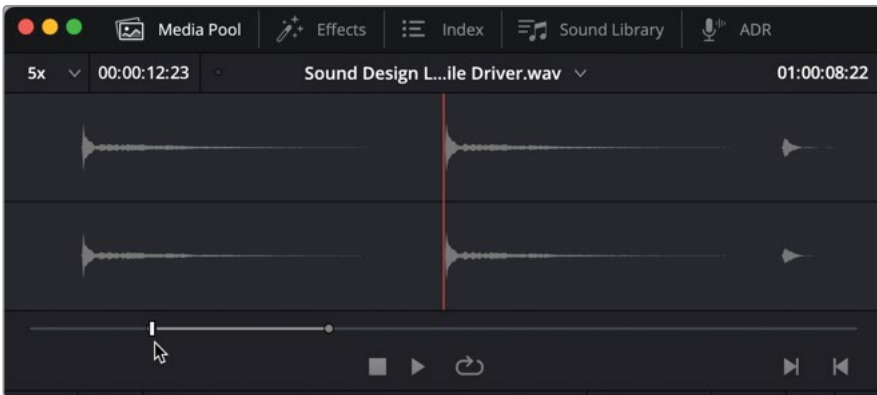 Media Pool Effects Index Sound Library ADR
5x 00:00:12:23 Sound Design L...ile Driver.wav 01:00:08:22